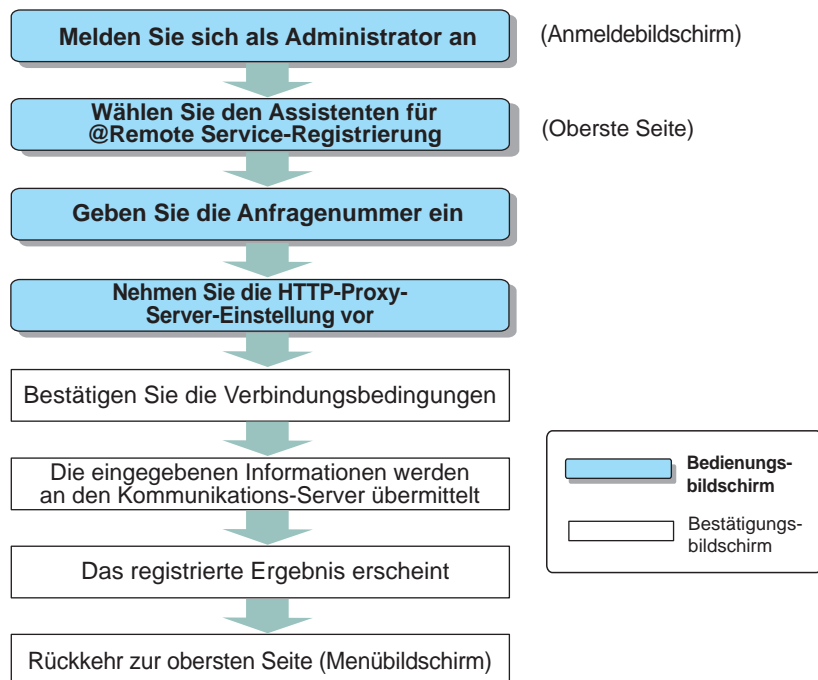 Melden Sie sich als Administrator an
(Anmeldebildschirm)
Wählen Sie den Assistenten für
@Remote Service-Registrierung
(Oberste Seite)
Geben Sie die Anfragenummer ein
Nehmen Sie die HTTP-Proxy-
Server-Einstellung vor
Bestätigen Sie die Verbindungsbedingungen
Die eingegebenen Informationen werden
an den Kommunikations-Server übermittelt
Das registrierte Ergebnis erscheint
Rückkehr zur obersten Seite (Menübildschirm)
Bedienungs-
bildschirm
Bestätigungs-
bildschirm